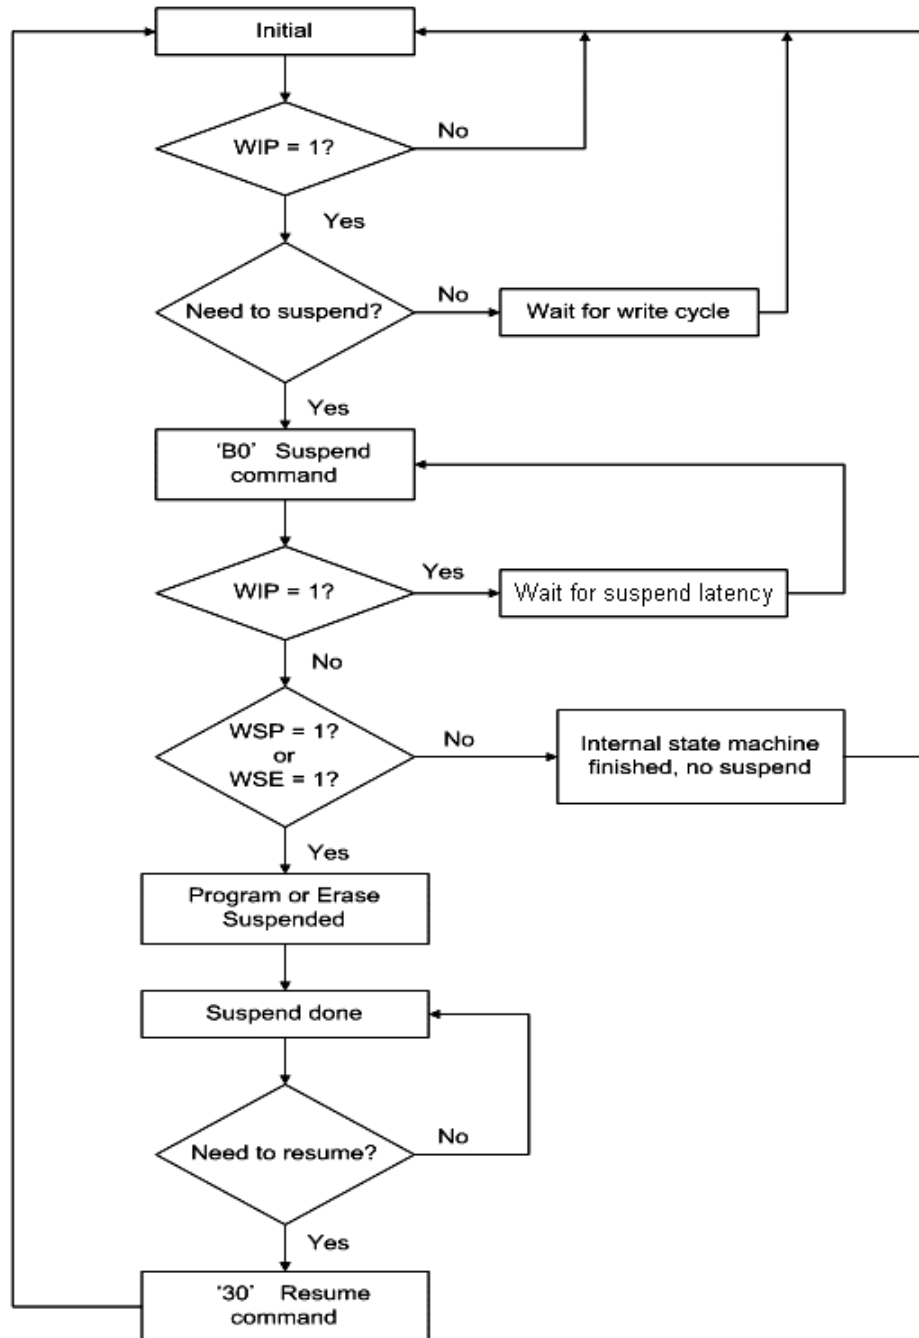 Initial
WIP = 1?
No
Yes
Need to suspend?
No
Wait for write cycle
Yes
‘B0’ Suspend
command
WIP = 1?
Yes
Wait for suspend latency
No
WSP = 1?
or
WSE = 1?
No
Internal state machine
finished, no suspend
Yes
Program or Erase
Suspended
Suspend done
Need to resume?
No
Yes
‘30’ Resume
command